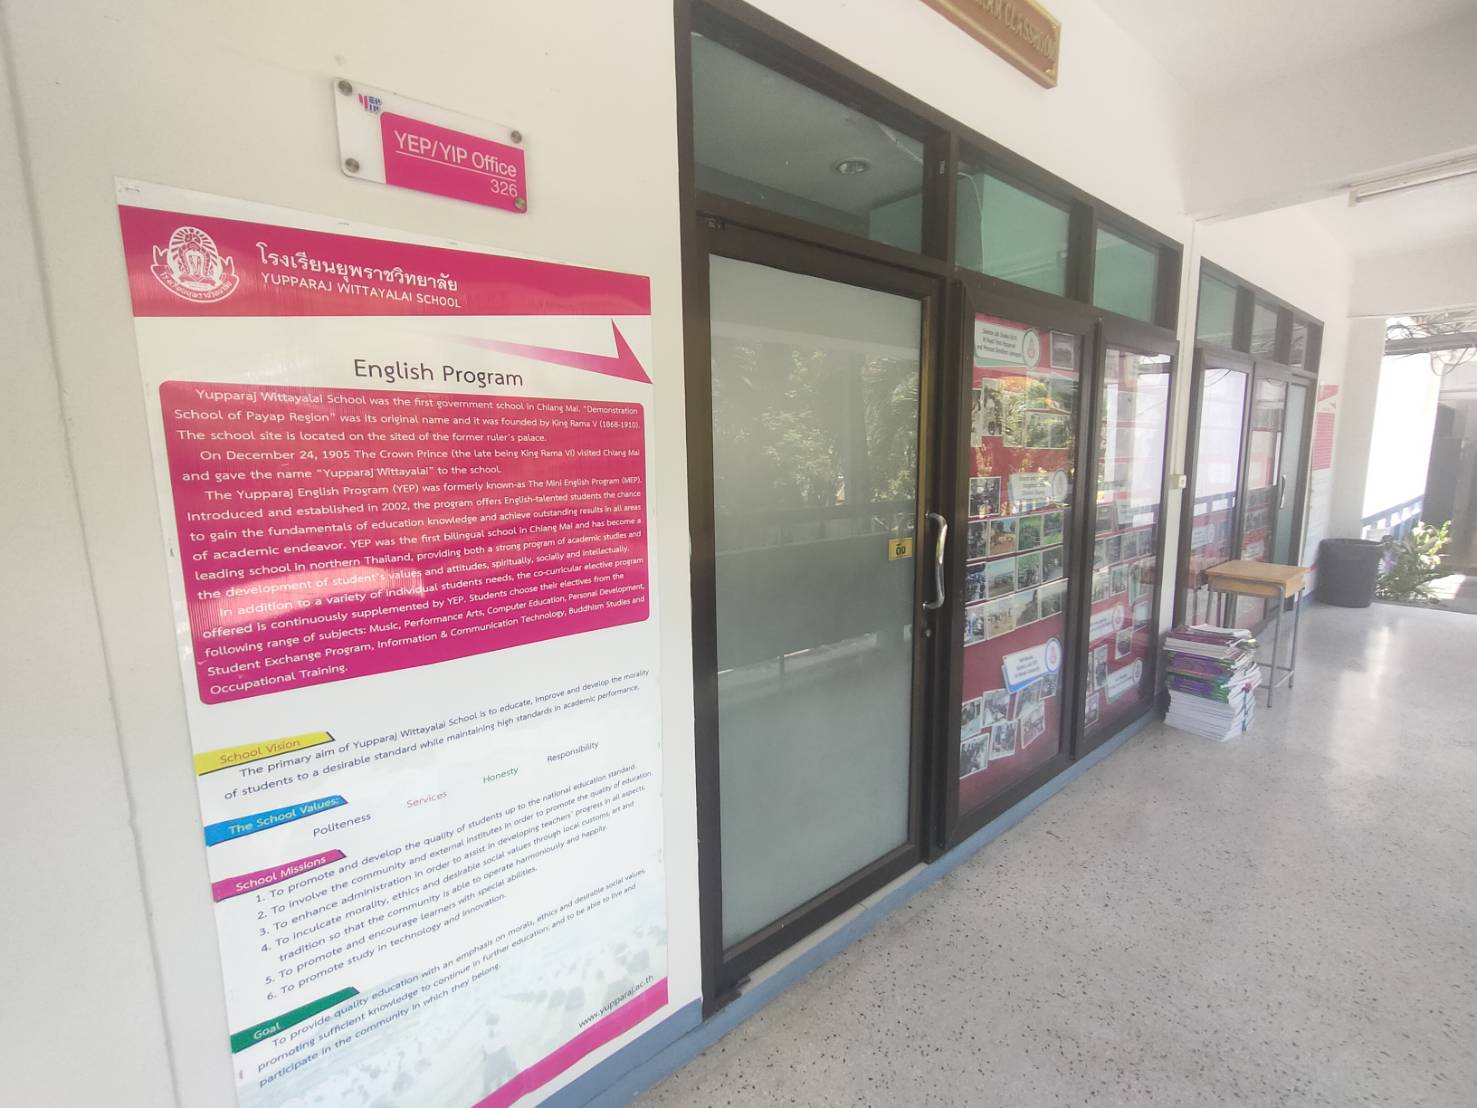 CLASSROOM
YEP/YIP Office
326
โรงเรียนยุพราชวิทยาลัย
YUPPARAJ WITTAYALAI SCHOOL
English Program
Yupparaj Wittayalai School was the first government school in Chiang Mai. "Demonstration
School of Payap Region" was its original name and it was founded by King Rama V (1868-1910).
The school site is located on the sited of the former ruler's palace.
On December 24, 1905 The Crown Prince (the late being King Rama VI) visited Chiang Mai
and gave the name "Yupparaj Wittayalai" to the school.
The Yupparaj English Program (YEP) was formerly known-as The Mini English Program (MEP).
Introduced and established in 2002, the program offers English-talented students the chance
to gain the fundamentals of education knowledge and achieve outstanding results in all areas
of academic endeavor. YEP was the first bilingual school in Chiang Mai and has become a
leading school in northern Thailand, providing both a strong program of academic studies and
the development of student's values and attitudes, spiritually, socially and intellectually.
In addition to a variety of individual students needs, the co-curricular elective program
offered is continuously supplemented by YEP. Students choose their electives from the
following range of subjects: Music, Performance Arts, Computer Education, Personal Development,
Student Exchange Program, Information & Communication Technology, Buddhism Studies and
Occupational Training.
School Vision
The primary aim of Yupparaj Wittayalai School is to educate, improve and develop the morality
of students to a desirable standard while maintaining high standards in academic performance.
The School Values:
Politeness Services Honesty Responsibility
School Missions
1. To promote and develop the quality of students up to the national education standard.
2. To involve the community and external institutes in order to promote the quality of education.
3. To enhance administration in order to assist in developing teachers' progress in all aspects.
4. To inculcate morality, ethics and desirable social values through local customs, art and
tradition so that the community is able to operate harmoniously and happily.
5. To promote and encourage learners with special abilities.
6. To promote study in technology and innovation.
Goal
To provide quality education with an emphasis on morals, ethics and desirable social values,
promoting sufficient knowledge to continue in further education; and to be able to live and
participate in the community in which they belong.
www.yupparaj.ac.th
ดึง